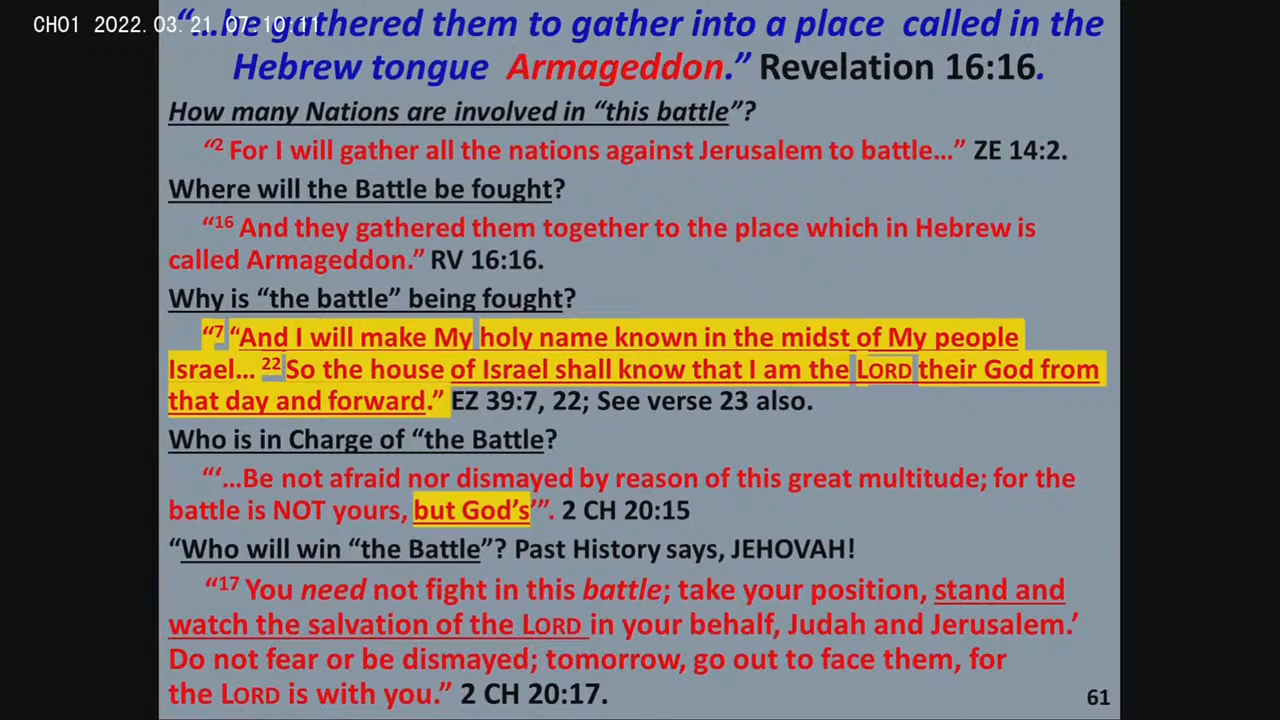 CH01 2022.03.21 07:10:11
“...he gathered them to gather into a place called in the
Hebrew tongue Armageddon.” Revelation 16:16.
How many Nations are involved in “this battle”?
“2 For I will gather all the nations against Jerusalem to battle…” ZE 14:2.
Where will the Battle be fought?
“16 And they gathered them together to the place which in Hebrew is
called Armageddon.” RV 16:16.
Why is “the battle” being fought?
“7 “And I will make My holy name known in the midst of My people
Israel… 22 So the house of Israel shall know that I am the LORD their God from
that day and forward.” EZ 39:7, 22; See verse 23 also.
Who is in Charge of “the Battle?
“‘…Be not afraid nor dismayed by reason of this great multitude; for the
battle is NOT yours, but God’s’”. 2 CH 20:15
“Who will win “the Battle”? Past History says, JEHOVAH!
“17 You need not fight in this battle; take your position, stand and
watch the salvation of the LORD in your behalf, Judah and Jerusalem.’
Do not fear or be dismayed; tomorrow, go out to face them, for
the LORD is with you.” 2 CH 20:17.
61